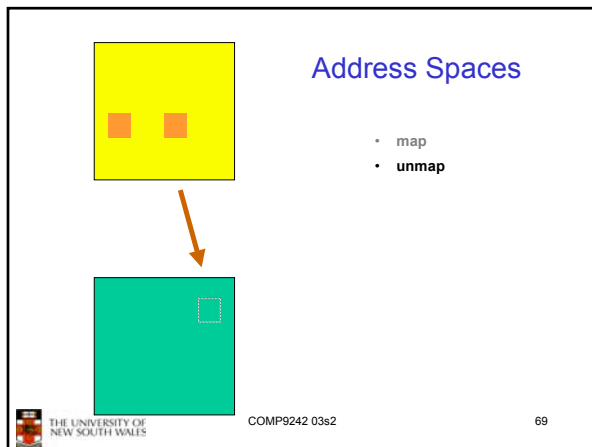 Address Spaces
• map
• unmap
THE UNIVERSITY OF
NEW SOUTH WALES
COMP9242 03s2
69